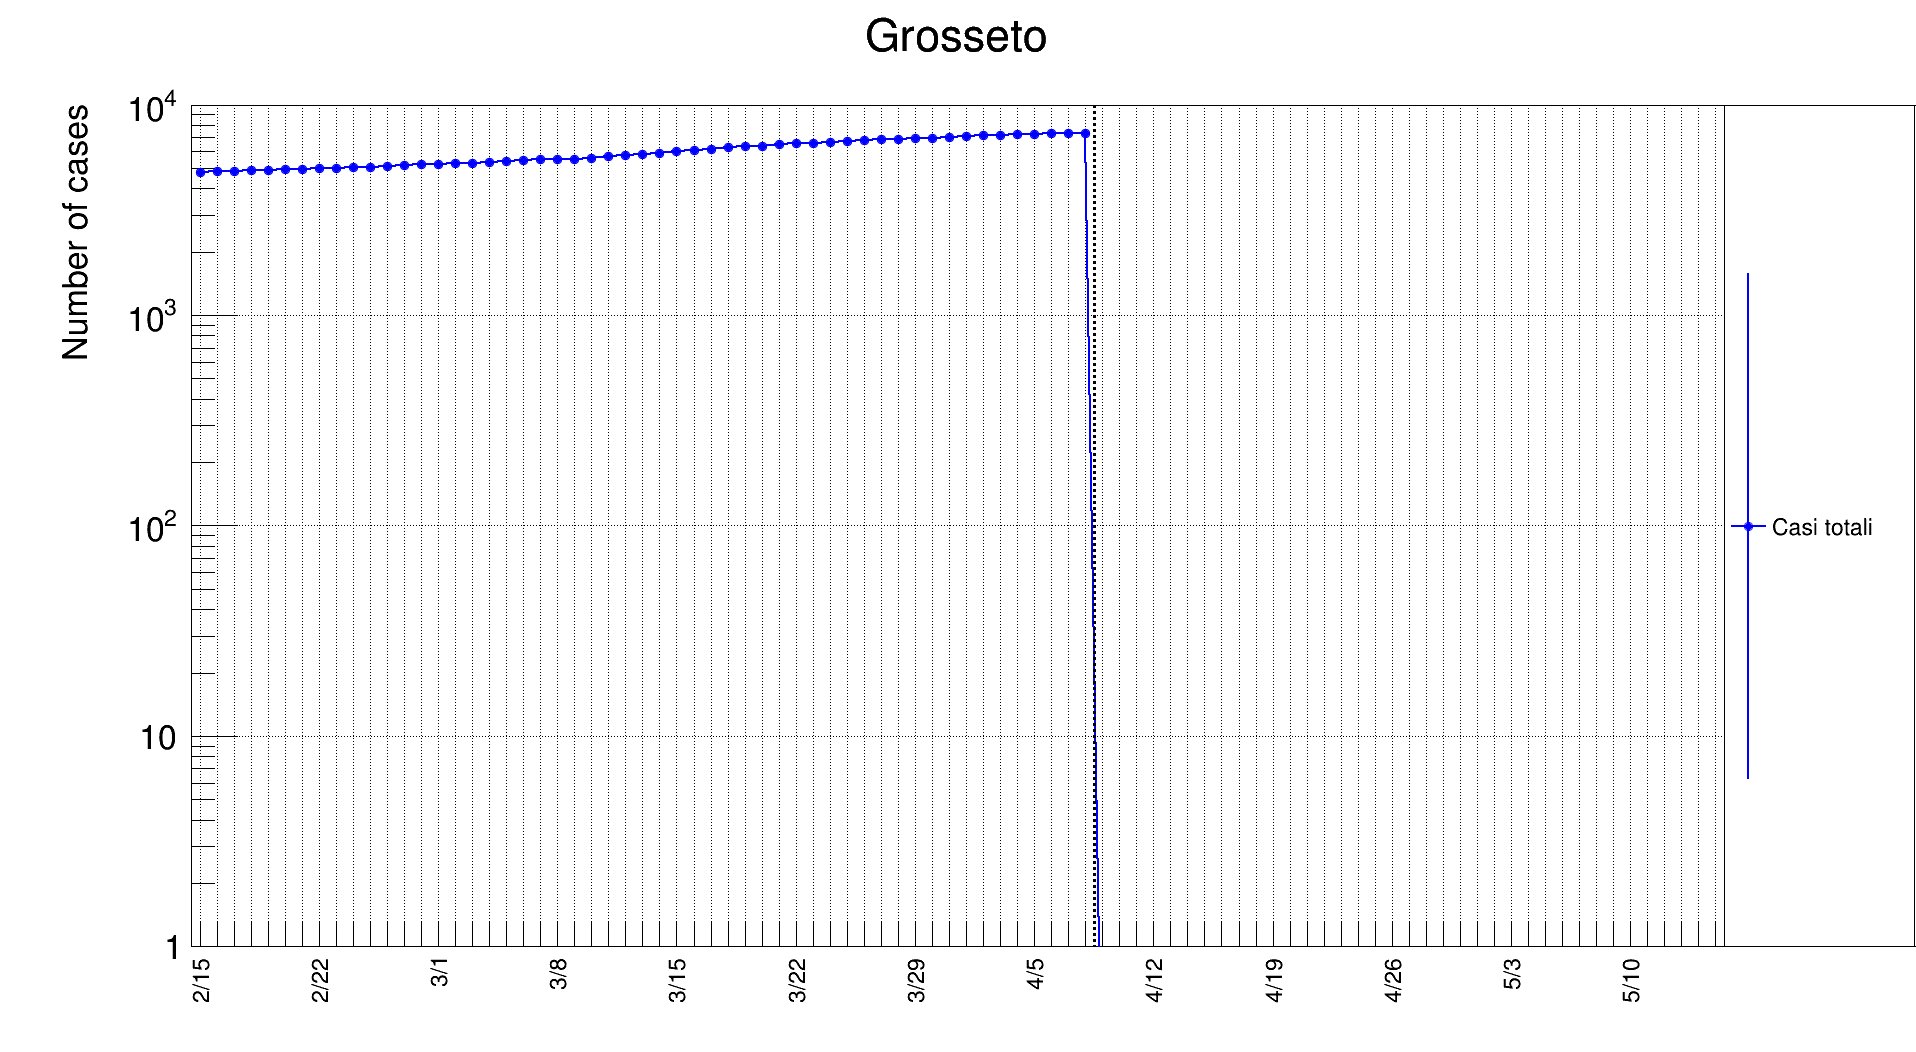 Grosseto
Number of cases
10^4
10^3
10^2
10
1
2/15 2/22 3/1 3/8 3/15 3/22 3/29 4/5 4/12 4/19 4/26 5/3 5/10
Casi totali